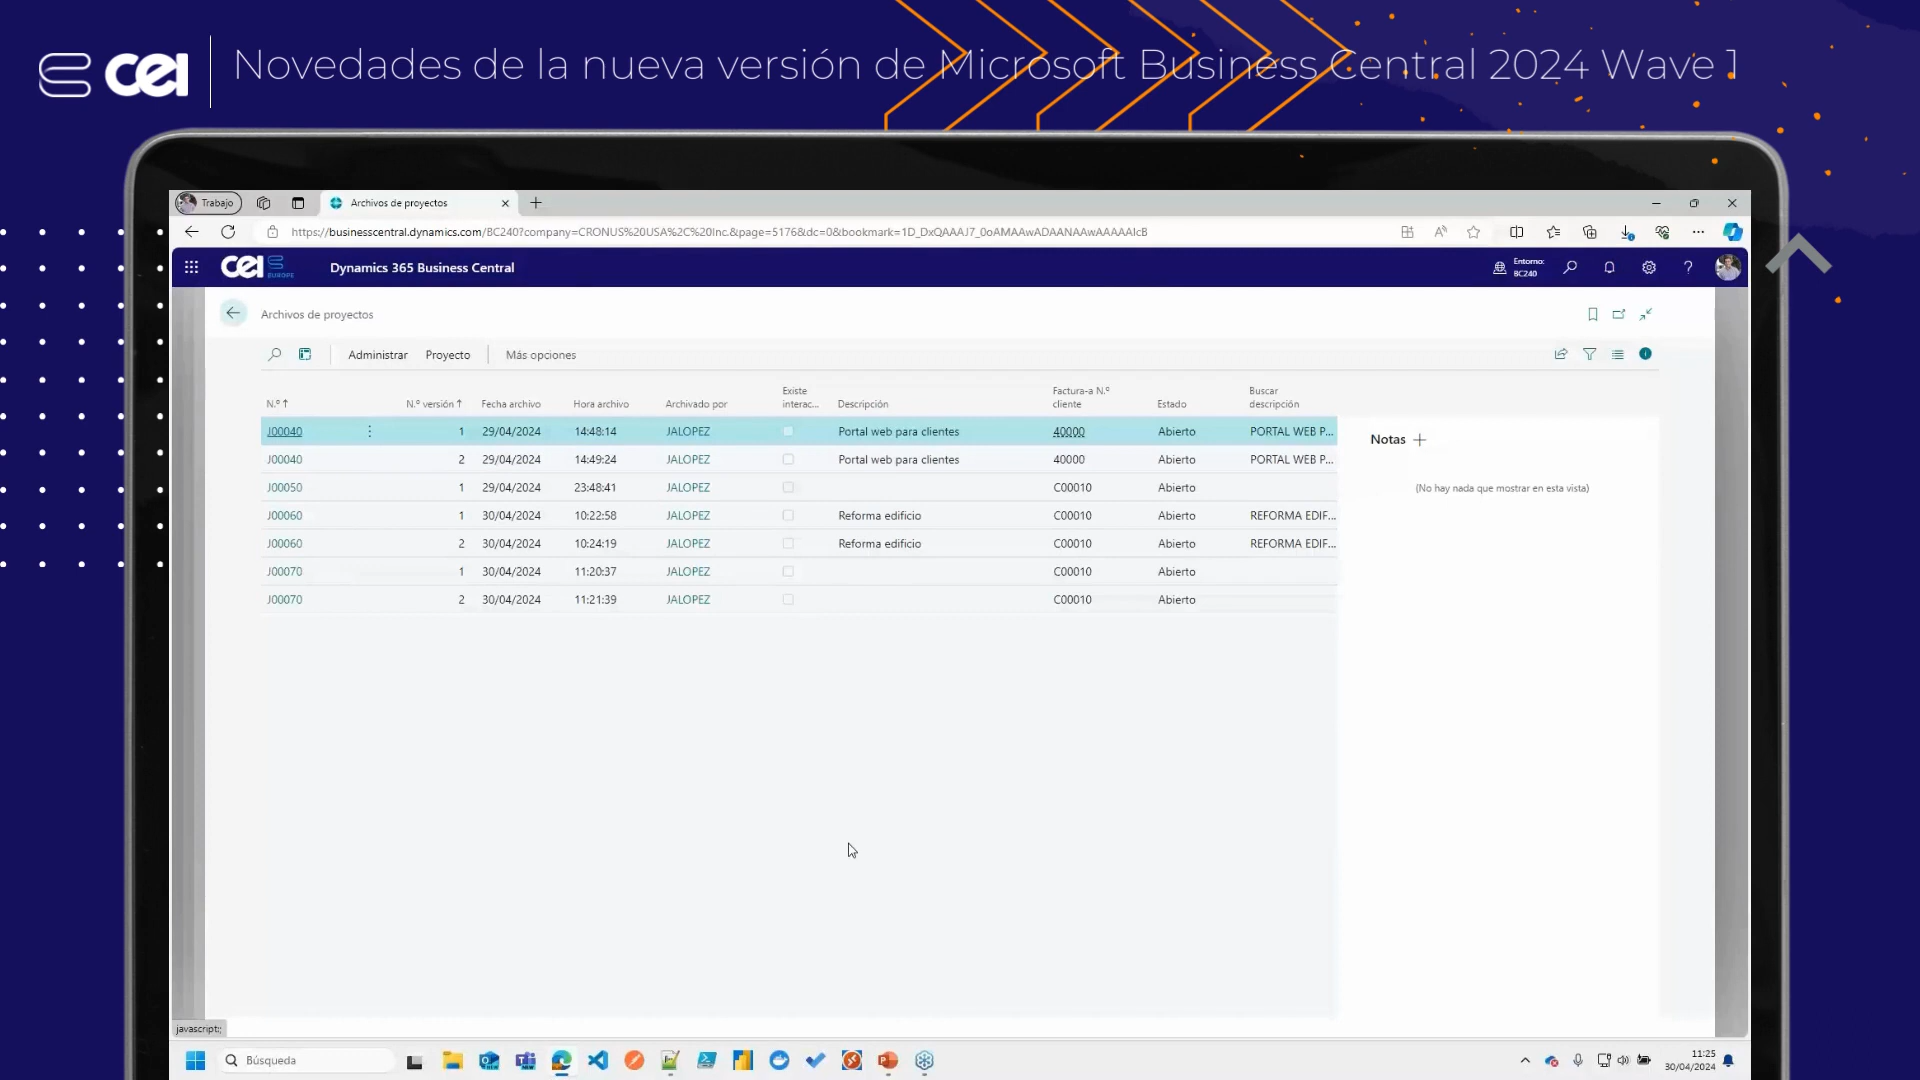 cei
Novedades de la nueva versión de Microsoft Business Central 2024 Wave 1
Trabajo
Archivos de proyectos
https://businesscentral.dynamics.com/BC240?company=CRONUS%20USA%2C%20Inc.&page=5176&dc=0&bookmark=1D_DxQAAAJ7_0oAMAAwADAANAAwAAAAAlcB
cei EUROPE
Dynamics 365 Business Central
Entorno:
BC240
Archivos de proyectos
Administrar Proyecto Más opciones
N.º ↑ N.º versión ↑ Fecha archivo Hora archivo Archivado por Existe interac... Descripción Factura-a N.º cliente Estado Buscar descripción
J00040 1 29/04/2024 14:48:14 JALOPEZ Portal web para clientes 40000 Abierto PORTAL WEB P...
J00040 2 29/04/2024 14:49:24 JALOPEZ Portal web para clientes 40000 Abierto PORTAL WEB P...
J00050 1 29/04/2024 23:48:41 JALOPEZ C00010 Abierto
J00060 1 30/04/2024 10:22:58 JALOPEZ Reforma edificio C00010 Abierto REFORMA EDIF...
J00060 2 30/04/2024 10:24:19 JALOPEZ Reforma edificio C00010 Abierto REFORMA EDIF...
J00070 1 30/04/2024 11:20:37 JALOPEZ C00010 Abierto
J00070 2 30/04/2024 11:21:39 JALOPEZ C00010 Abierto
Notas
(No hay nada que mostrar en esta vista)
javascript:;
Búsqueda
11:25
30/04/2024